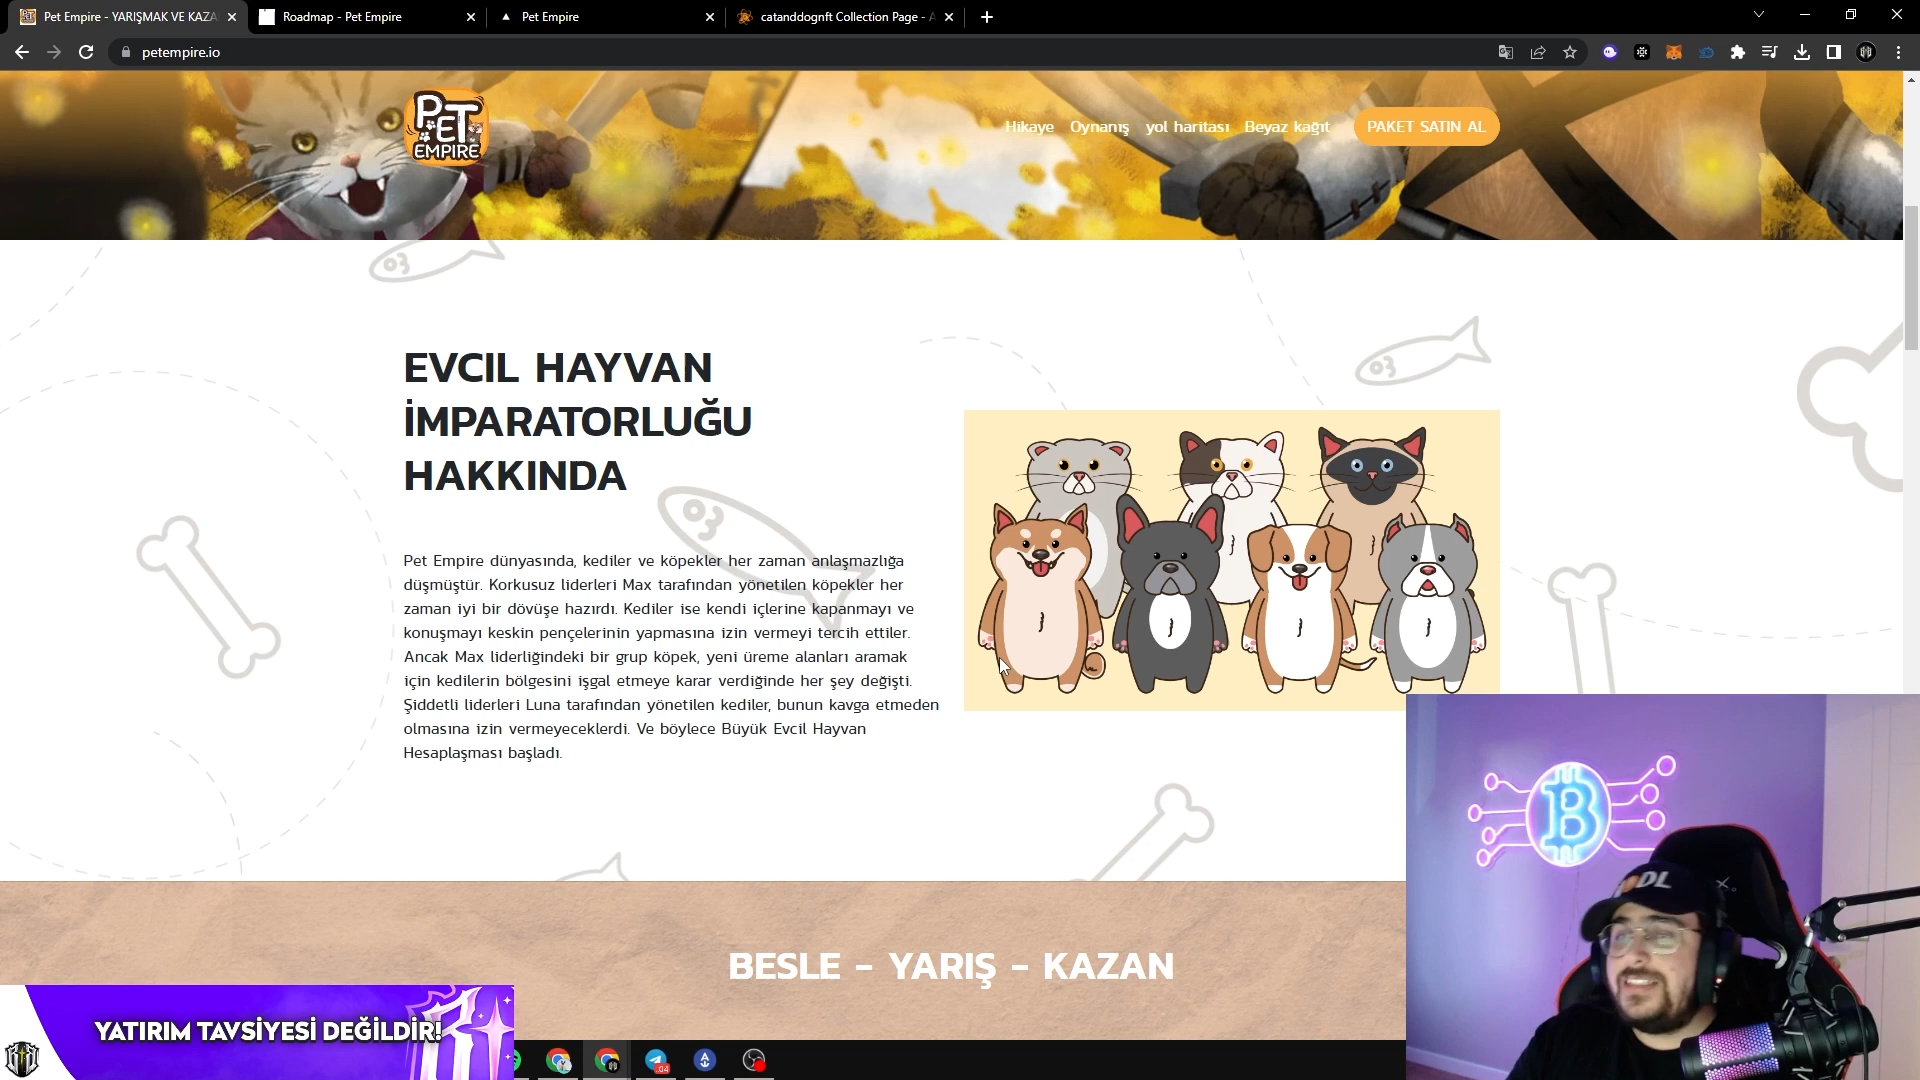 Pet Empire - YARIŞMAK VE KAZA
Roadmap - Pet Empire
Pet Empire
catanddognft Collection Page - A
petempire.io
PET
EMPIRE
Hikaye
Oynanış
yol haritası
Beyaz kağıt
PAKET SATIN AL
EVCIL HAYVAN
İMPARATORLUĞU
HAKKINDA
Pet Empire dünyasında, kediler ve köpekler her zaman anlaşmazlığa
düşmüştür. Korkusuz liderleri Max tarafından yönetilen köpekler her
zaman iyi bir dövüşe hazırdı. Kediler ise kendi içlerine kapanmayı ve
konuşmayı keskin pençelerinin yapmasına izin vermeyi tercih ettiler.
Ancak Max liderliğindeki bir grup köpek, yeni üreme alanları aramak
için kedilerin bölgesini işgal etmeye karar verdiğinde her şey değişti.
Şiddetli liderleri Luna tarafından yönetilen kediler, bunun kavga etmeden
olmasına izin vermeyeceklerdi. Ve böylece Büyük Evcil Hayvan
Hesaplaşması başladı.
BESLE - YARIŞ - KAZAN
YATIRIM TAVSİYESİ DEĞİLDİR!
.04
B